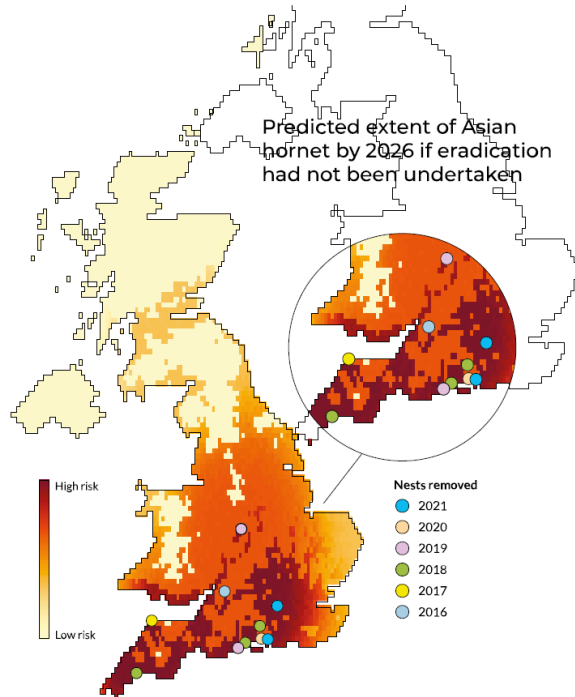 Predicted extent of Asian
hornet by 2026 if eradication
had not been undertaken
High risk
Low risk
Nests removed
2021
2020
2019
2018
2017
2016